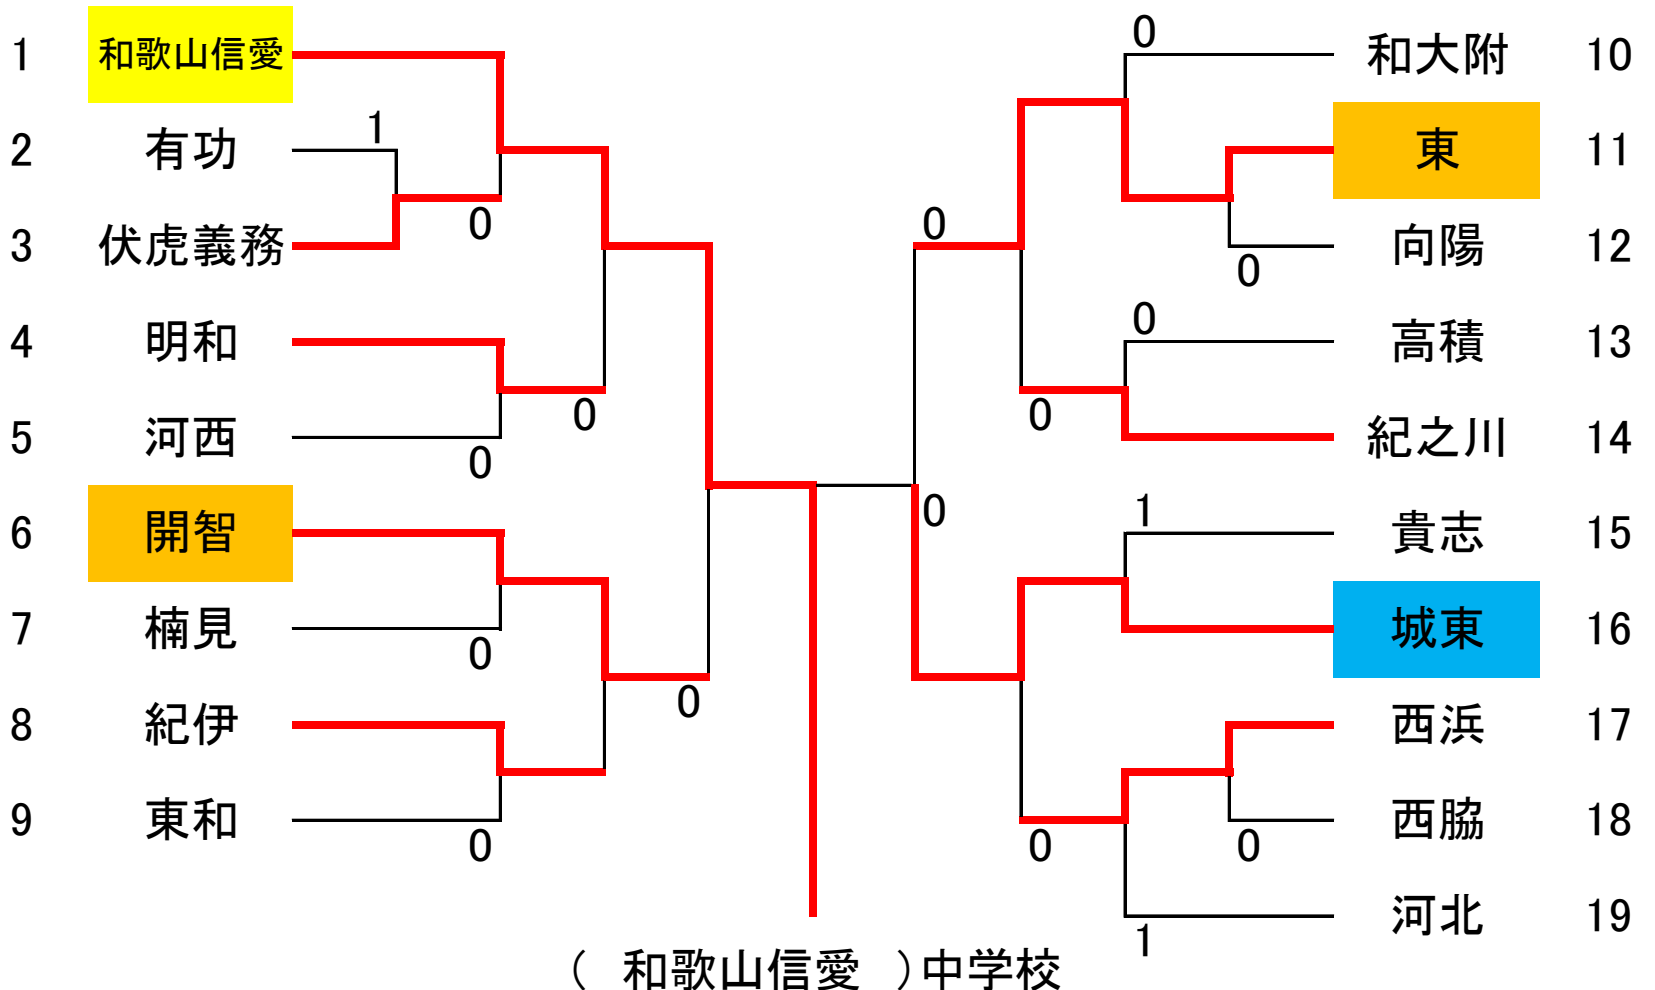 1 和歌山信愛
2 有功 1
3 伏虎義務 0
4 明和
5 河西 0 0
6 開智
7 楠見 0
8 紀伊 0
9 東和 0
0 和大附 10
東 11
0 向陽 12
0
0 高積 13
0 紀之川 14
0 1 貴志 15
城東 16
西浜 17
0 0 西脇 18
1 河北 19
( 和歌山信愛 )中学校